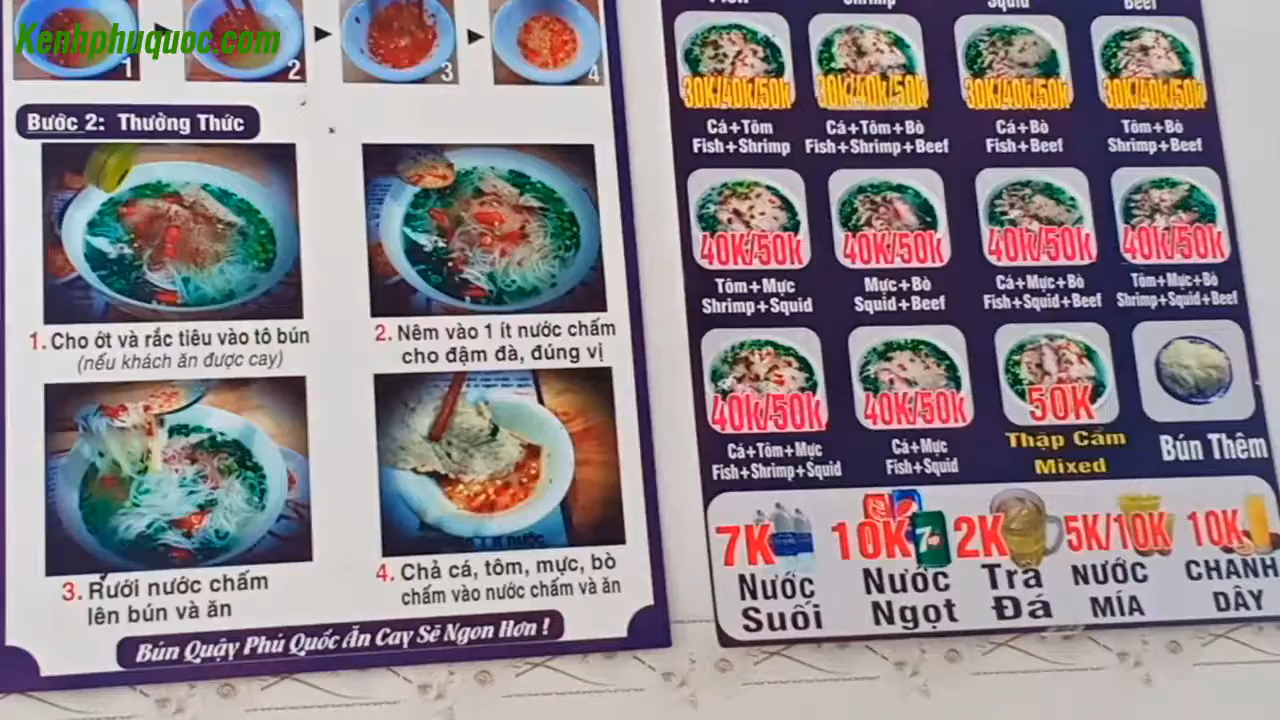 Kenhphuquoc.com
1
2
3
4
Bước 2: Thưởng Thức
1. Cho ớt và rắc tiêu vào tô bún
(nếu khách ăn được cay)
2. Nêm vào 1 ít nước chấm
cho đậm đà, đúng vị
3. Rưới nước chấm
lên bún và ăn
4. Chả cá, tôm, mực, bò
chấm vào nước chấm và ăn
Bún Quậy Phú Quốc Ăn Cay Sẽ Ngon Hơn !
Shrimp
Squid
Beef
30K/40k/50k
30K/40k/50k
30K/40k/50k
30K/40k/50k
Cá+Tôm
Fish+Shrimp
Cá+Tôm+Bò
Fish+Shrimp+Beef
Cá+Bò
Fish+Beef
Tôm+Bò
Shrimp+Beef
40K/50k
40K/50k
40K/50k
40K/50k
Tôm+Mực
Shrimp+Squid
Mực+Bò
Squid+Beef
Cá+Mực+Bò
Fish+Squid+Beef
Tôm+Mực+Bò
Shrimp+Squid+Beef
40k/50k
40K/50k
50K
Cá+Tôm+Mực
Fish+Shrimp+Squid
Cá+Mực
Fish+Squid
Thập Cẩm
Mixed
Bún Thêm
7K
Nước
Suối
10K
Nước
Ngọt
2K
Trà
Đá
5K/10K
NƯỚC
MÍA
10K
CHANH
DÂY